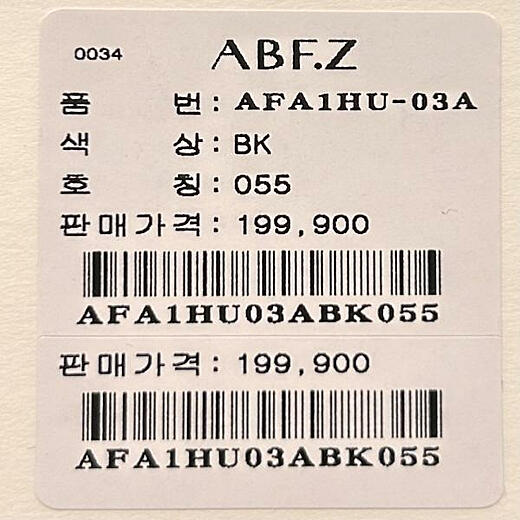 0034 ABF.Z
품 번 : AFA1HU-03A
색 상 : BK
호 칭 : 055
판매가격 : 199,900
AFA1HU03ABK055
판매가격 : 199,900
AFA1HU03ABK055